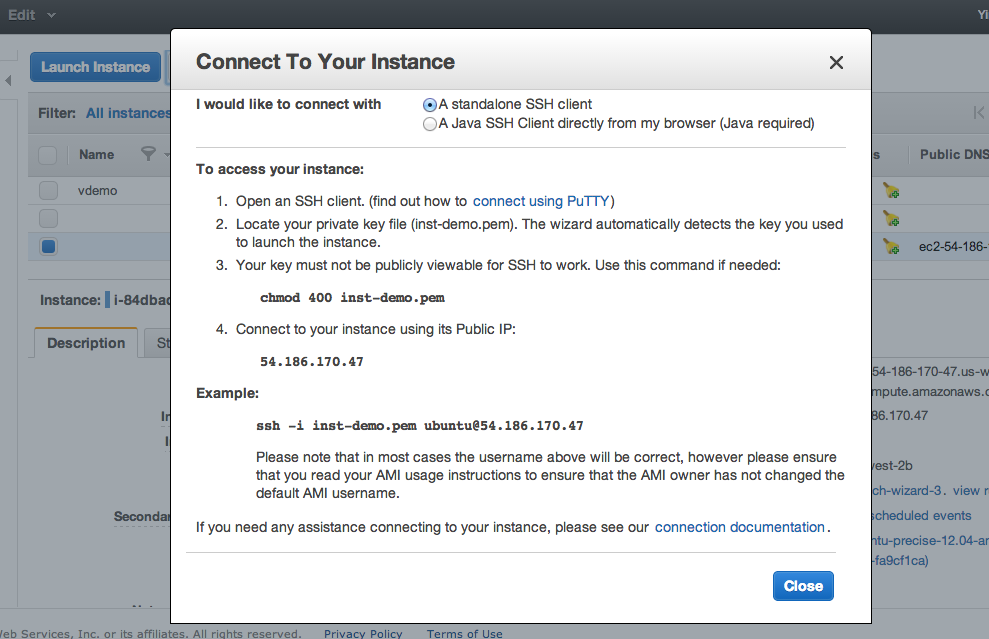 Edit
Yi
Connect To Your Instance
Launch Instance
I would like to connect with
A standalone SSH client
A Java SSH Client directly from my browser (Java required)
Filter: All instances
Name
s
Public DNS
To access your instance:
vdemo
1. Open an SSH client. (find out how to connect using PuTTY)
2. Locate your private key file (inst-demo.pem). The wizard automatically detects the key you used
to launch the instance.
ec2-54-186-
3. Your key must not be publicly viewable for SSH to work. Use this command if needed:
chmod 400 inst-demo.pem
Instance: i-84dbac
4. Connect to your instance using its Public IP:
Description
St
54.186.170.47
54-186-170-47.us-w
mpute.amazonaws.c
Example:
86.170.47
ssh -i inst-demo.pem ubuntu@54.186.170.47
Please note that in most cases the username above will be correct, however please ensure
that you read your AMI usage instructions to ensure that the AMI owner has not changed the
default AMI username.
vest-2b
ch-wizard-3. view r
Secondar
scheduled events
If you need any assistance connecting to your instance, please see our connection documentation.
ntu-precise-12.04-an
-fa9cf1ca)
Close
Web Services, Inc. or its affiliates. All rights reserved. Privacy Policy Terms of Use